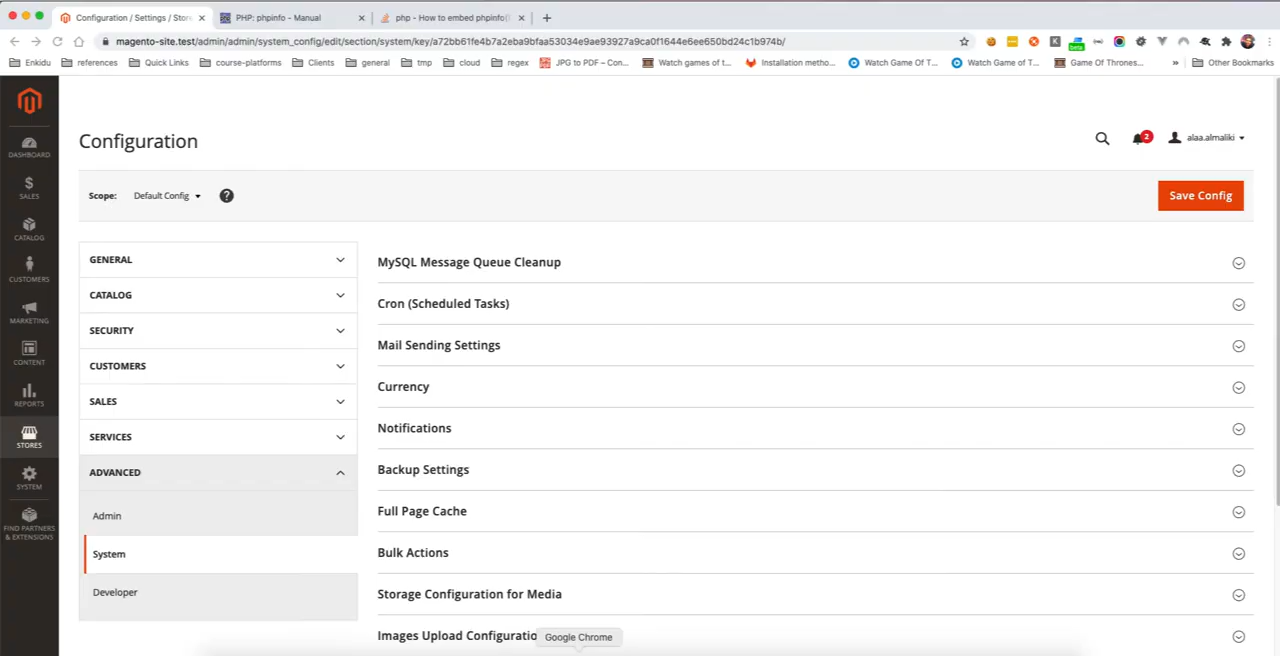 Configuration / Settings / Store
PHP: phpinfo - Manual
php - How to embed phpinfo(
magento-site.test/admin/admin/system_config/edit/section/system/key/a72bb61fe4b7a2eba9bfaa53034e9ae93927a9ca0f1644e6ee650bd24c1b974b/
beta
Enkidu
references
Quick Links
course-platforms
Clients
general
tmp
cloud
regex
JPG to PDF – Con...
Watch games of t...
Installation metho...
Watch Game Of T...
Watch Game of T...
Game Of Thrones...
»
Other Bookmarks
DASHBOARD
$
SALES
CATALOG
CUSTOMERS
MARKETING
CONTENT
REPORTS
STORES
SYSTEM
FIND PARTNERS
& EXTENSIONS
Configuration
2
alaa.almaliki
Scope:
Default Config
?
Save Config
GENERAL
CATALOG
SECURITY
CUSTOMERS
SALES
SERVICES
ADVANCED
Admin
System
Developer
MySQL Message Queue Cleanup
Cron (Scheduled Tasks)
Mail Sending Settings
Currency
Notifications
Backup Settings
Full Page Cache
Bulk Actions
Storage Configuration for Media
Images Upload Configuratio
Google Chrome